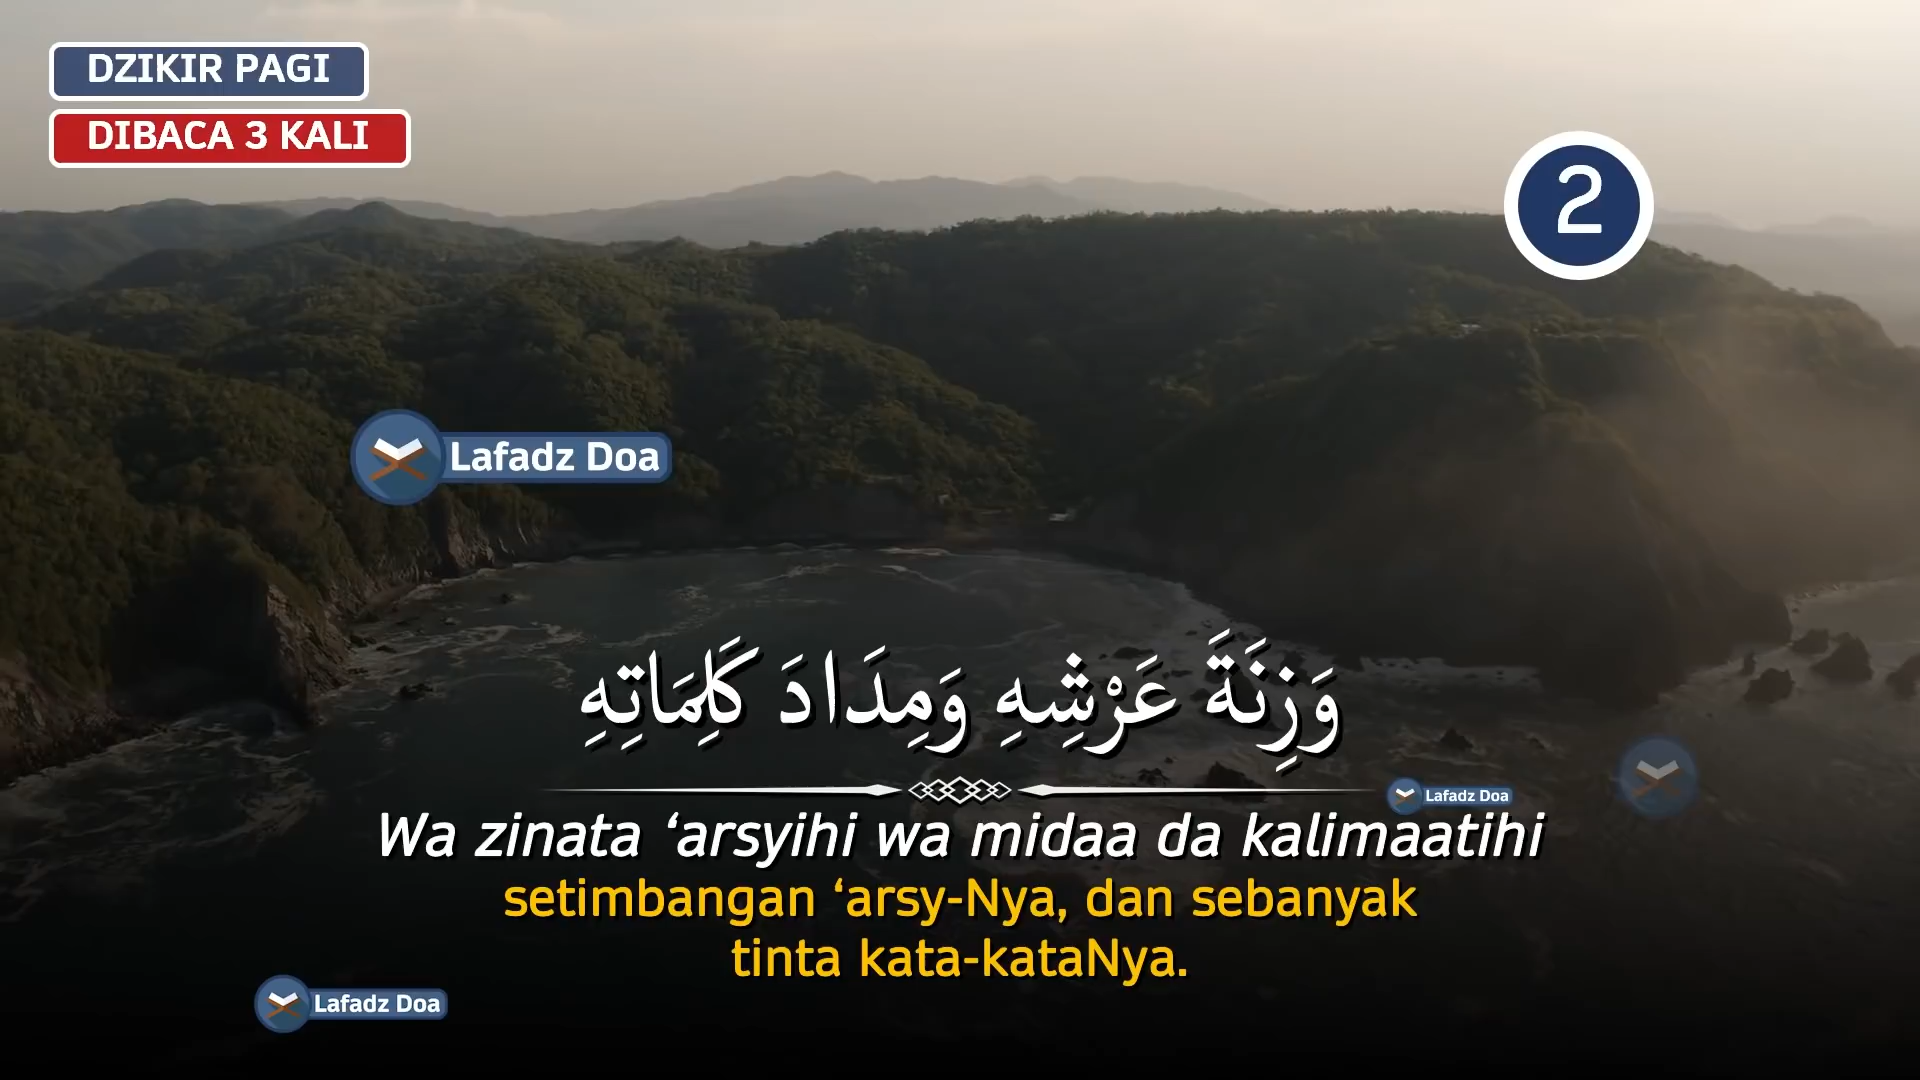 DZIKIR PAGI
DIBACA 3 KALI
2
Lafadz Doa
وَزِنَةَ عَرْشِهِ وَمِدَادَ كَلِمَاتِهِ
Lafadz Doa
Wa zinata ‘arsyihi wa midaa da kalimaatihi
setimbangan ‘arsy-Nya, dan sebanyak
tinta kata-kataNya.
Lafadz Doa